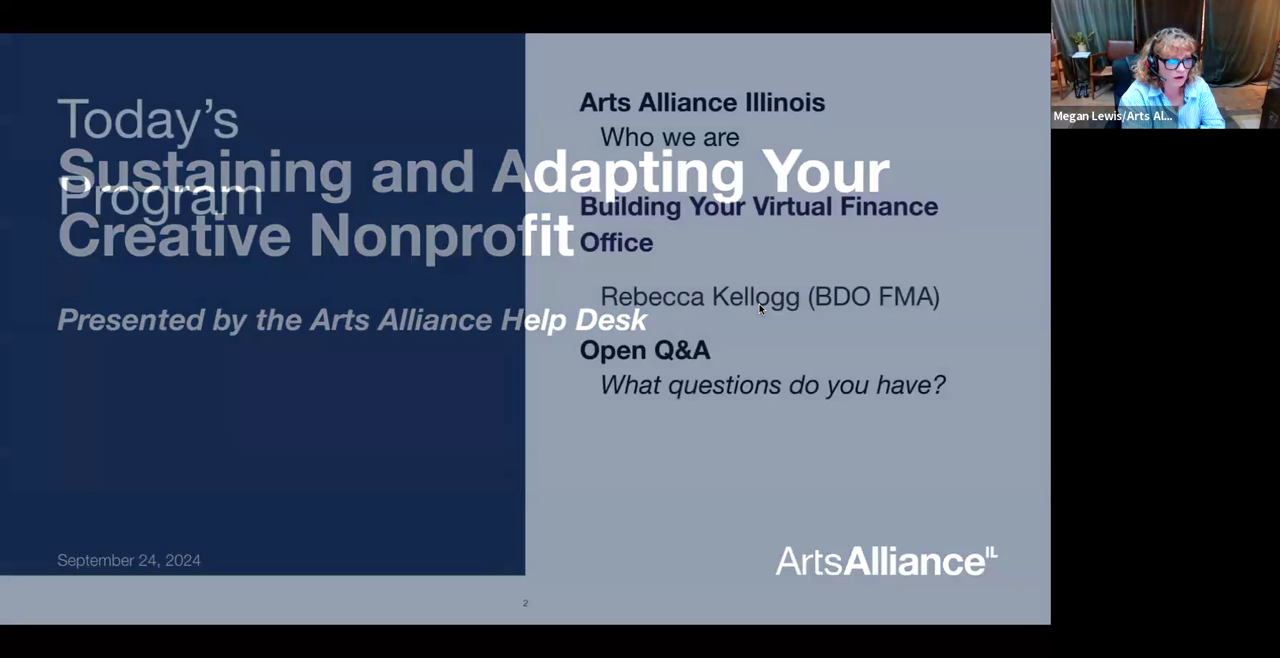 Today's
Program
Sustaining and Adapting Your
Creative Nonprofit
Presented by the Arts Alliance Help Desk
September 24, 2024
Arts Alliance Illinois
Who we are
Building Your Virtual Finance
Office
Rebecca Kellogg (BDO FMA)
Open Q&A
What questions do you have?
ArtsAllianceIL
2
Megan Lewis/Arts Al...